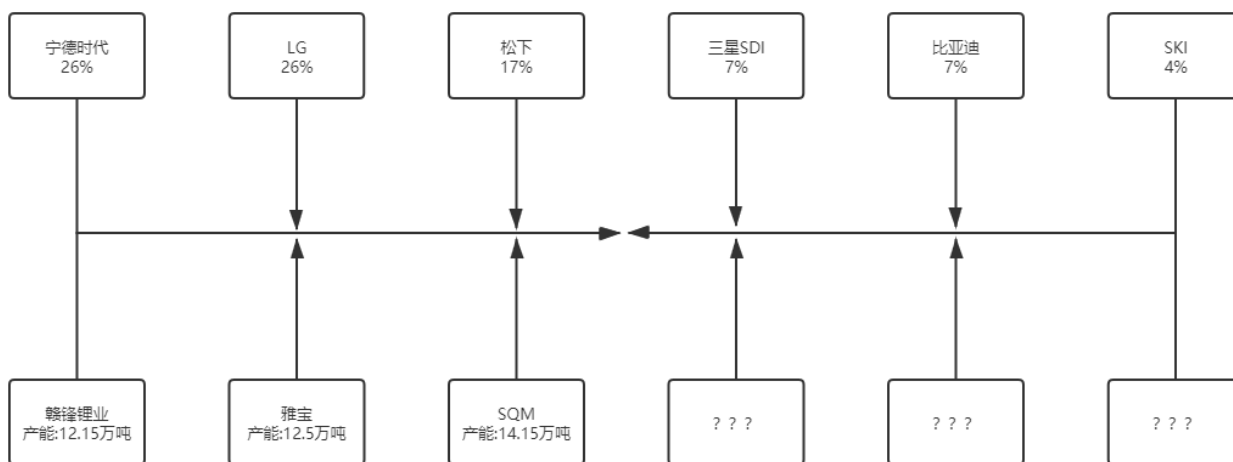 宁德时代
26%
LG
26%
松下
17%
三星SDI
7%
比亚迪
7%
SKI
4%
赣锋锂业
产能:12.15万吨
雅宝
产能:12.5万吨
SQM
产能:14.15万吨
？？？
？？？
？？？